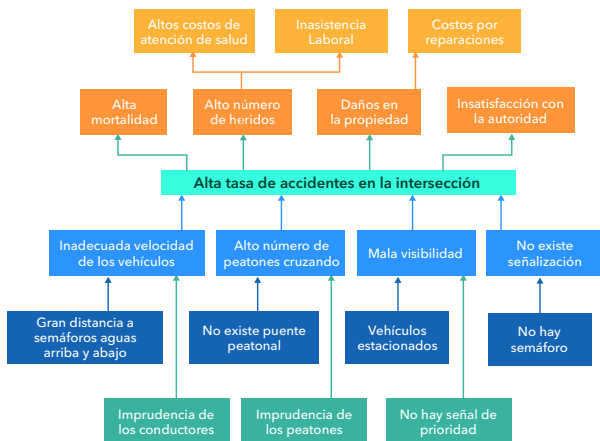 Altos costos de
atención de salud
Inasistencia
Laboral
Costos por
reparaciones
Alta
mortalidad
Alto número
de heridos
Daños en
la propiedad
Insatisfacción con
la autoridad
Alta tasa de accidentes en la intersección
Inadecuada velocidad
de los vehículos
Alto número de
peatones cruzando
Mala visibilidad
No existe
señalización
Gran distancia a
semáforos aguas
arriba y abajo
No existe puente
peatonal
Vehículos
estacionados
No hay
semáforo
Imprudencia de
los conductores
Imprudencia de
los peatones
No hay señal de
prioridad